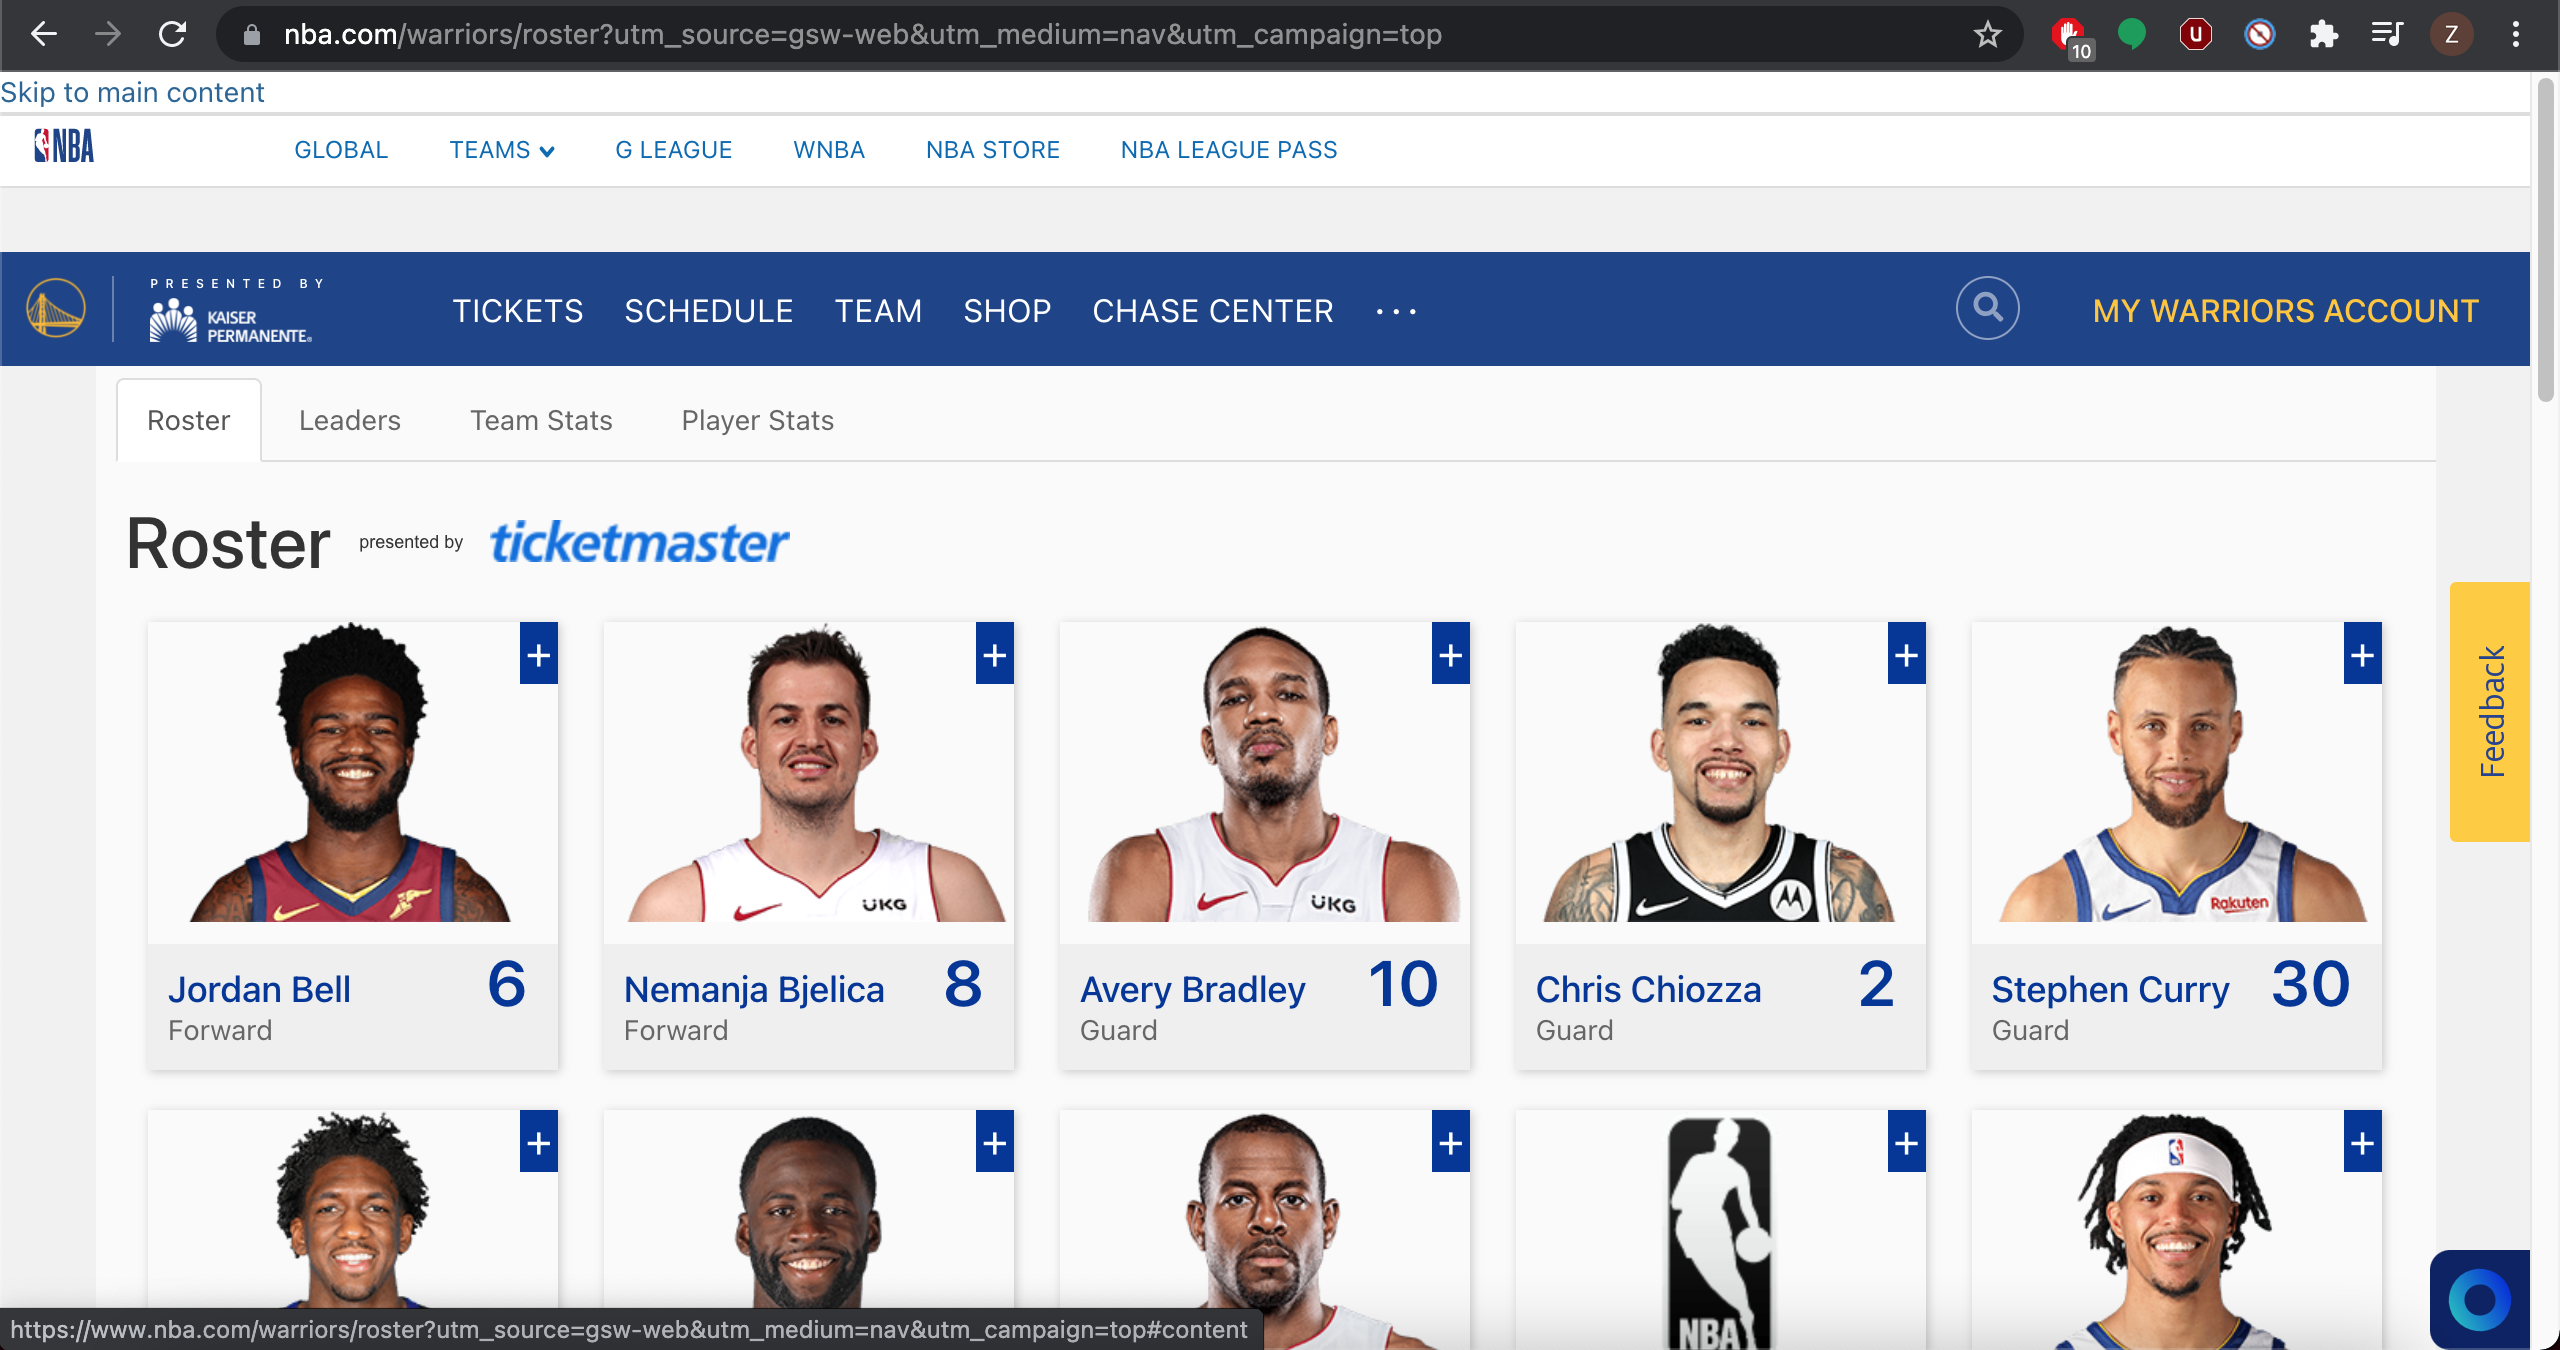 nba.com/warriors/roster?utm_source=gsw-web&utm_medium=nav&utm_campaign=top
10
U
Z
Skip to main content
NBA
GLOBAL
TEAMS
G LEAGUE
WNBA
NBA STORE
NBA LEAGUE PASS
PRESENTED BY
KAISER
PERMANENTE®
TICKETS
SCHEDULE
TEAM
SHOP
CHASE CENTER
...
MY WARRIORS ACCOUNT
Roster
Leaders
Team Stats
Player Stats
Roster
presented by
ticketmaster
Feedback
+
+
+
+
+
UKG
UKG
Rakuten
Jordan Bell
6
Forward
Nemanja Bjelica
8
Forward
Avery Bradley
10
Guard
Chris Chiozza
2
Guard
Stephen Curry
30
Guard
+
+
+
+
+
NBA
https://www.nba.com/warriors/roster?utm_source=gsw-web&utm_medium=nav&utm_campaign=top#content